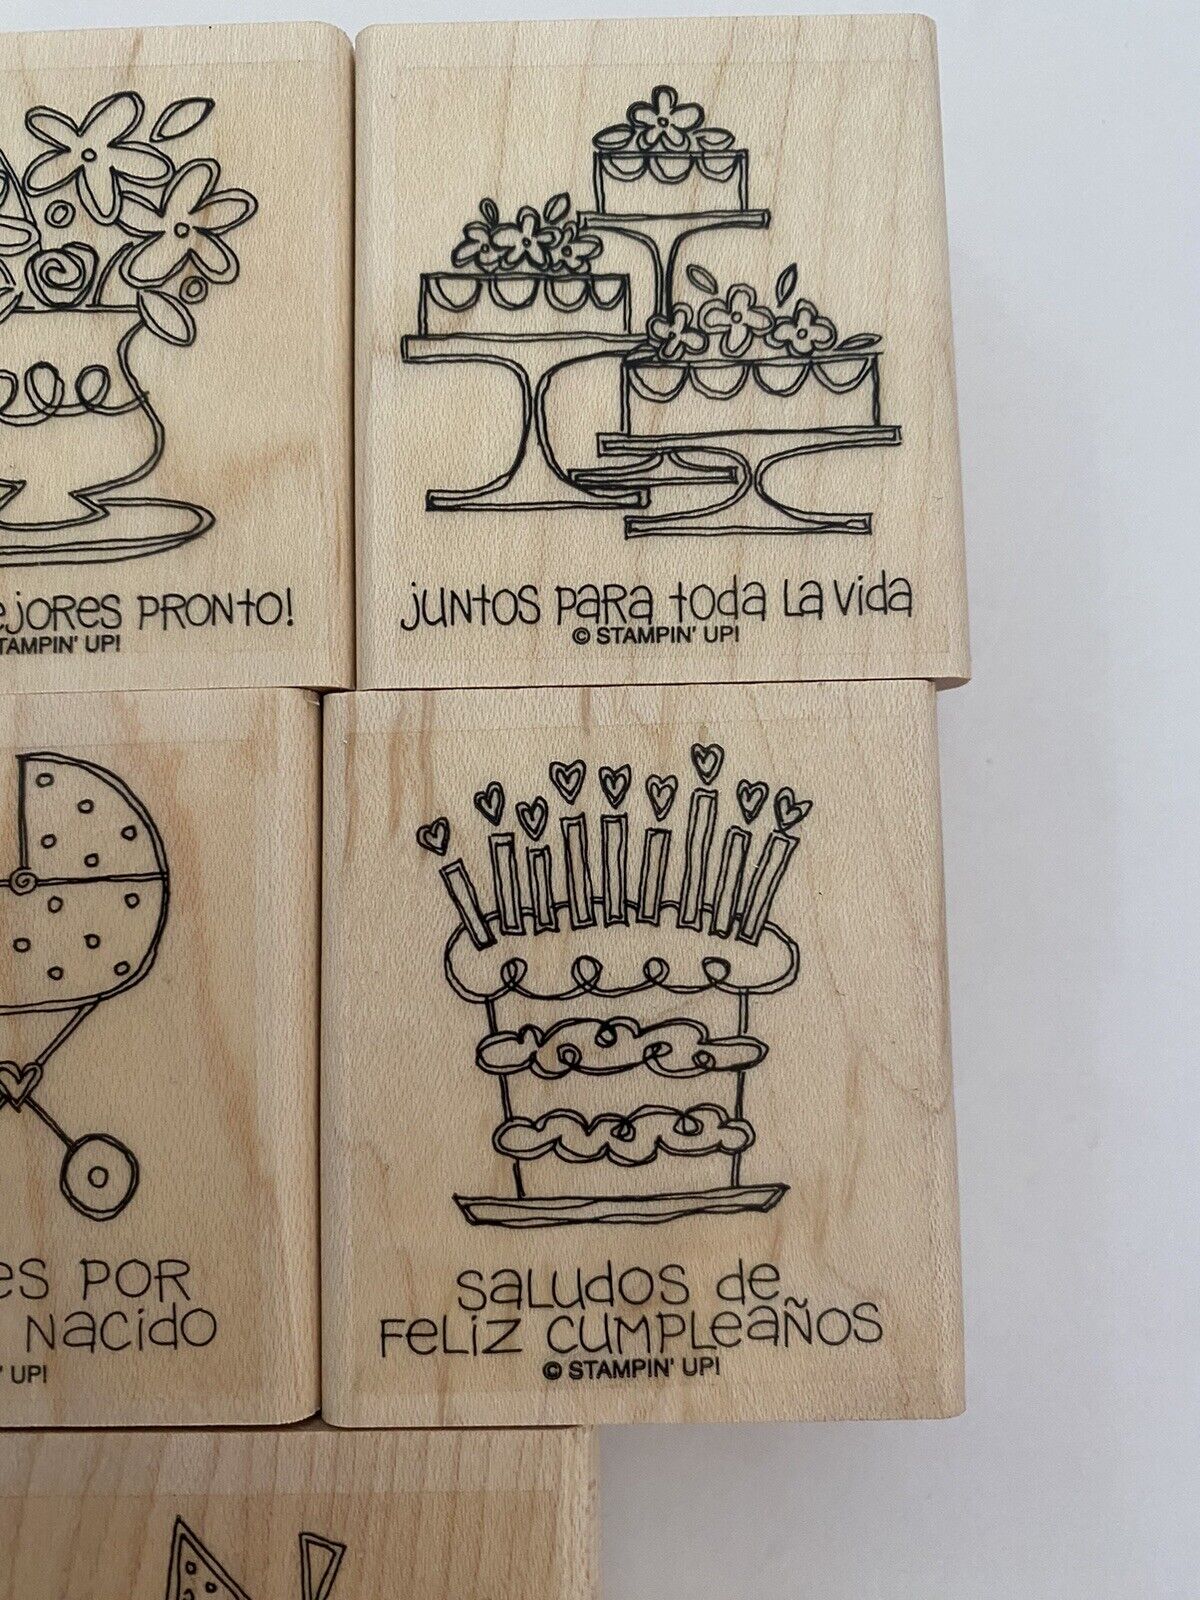 PRONTO!
STAMPIN' UP!
juntos para toda la vida
© STAMPIN' UP!
POR
Nacido
UP!
saludos de
feliz cumpleaños
© STAMPIN' UP!